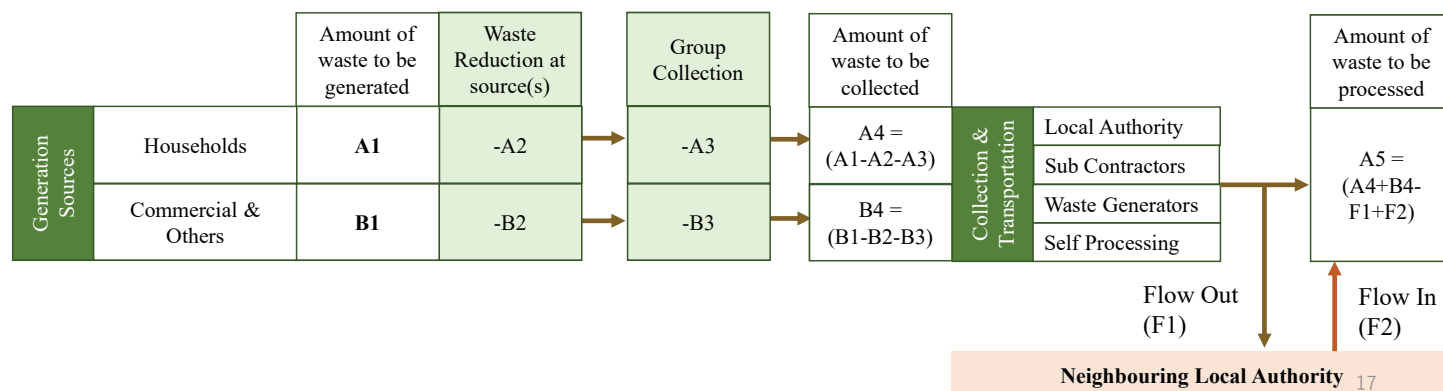 Amount of
waste to be
generated
Waste
Reduction at
source(s)
Group
Collection
Amount of
waste to be
collected
Amount of
waste to be
processed
Generation
Sources
Households
A1
-A2
-A3
A4 =
(A1-A2-A3)
Commercial &
Others
B1
-B2
-B3
B4 =
(B1-B2-B3)
Collection &
Transportation
Local Authority
Sub Contractors
Waste Generators
Self Processing
A5 =
(A4+B4-
F1+F2)
Flow Out
(F1)
Flow In
(F2)
Neighbouring Local Authority
17